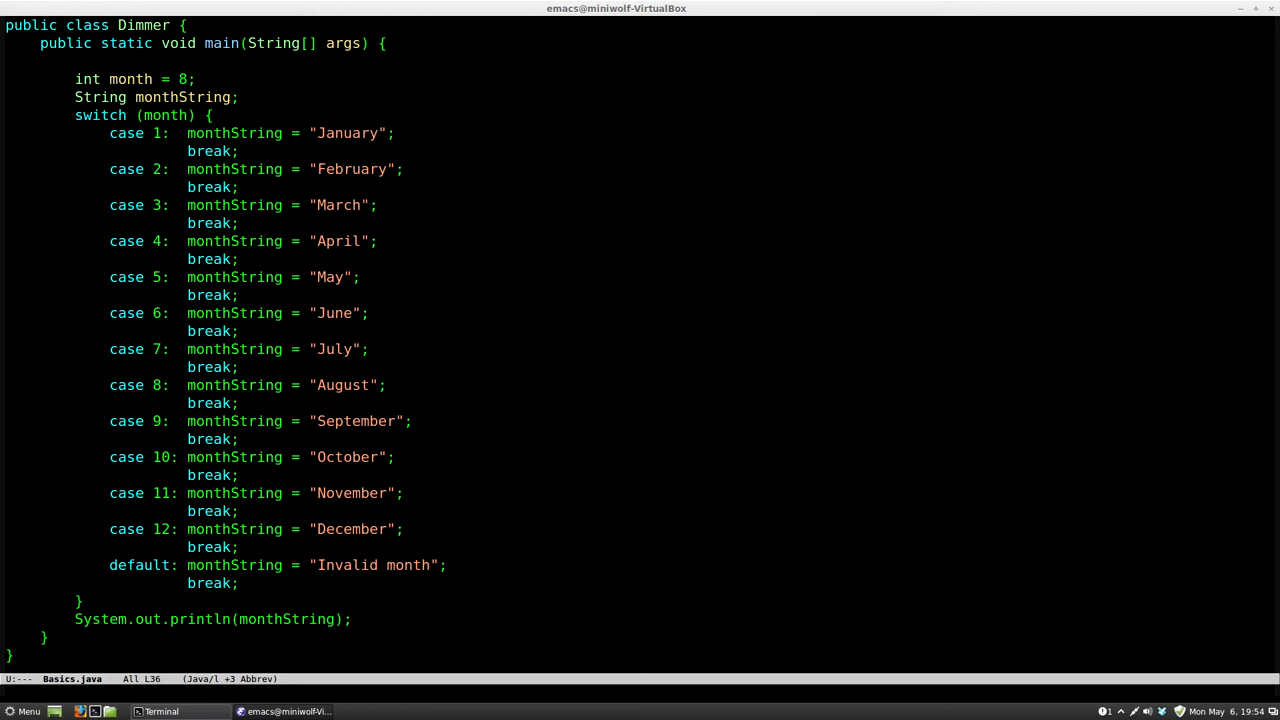 emacs@miniwolf-VirtualBox
public class Dimmer {
    public static void main(String[] args) {
        int month = 8;
        String monthString;
        switch (month) {
            case 1:  monthString = "January";
                     break;
            case 2:  monthString = "February";
                     break;
            case 3:  monthString = "March";
                     break;
            case 4:  monthString = "April";
                     break;
            case 5:  monthString = "May";
                     break;
            case 6:  monthString = "June";
                     break;
            case 7:  monthString = "July";
                     break;
            case 8:  monthString = "August";
                     break;
            case 9:  monthString = "September";
                     break;
            case 10: monthString = "October";
                     break;
            case 11: monthString = "November";
                     break;
            case 12: monthString = "December";
                     break;
            default: monthString = "Invalid month";
                     break;
        }
        System.out.println(monthString);
    }
}
U:---  Basics.java    All L36    (Java/l +3 Abbrev)
Menu Terminal emacs@miniwolf-Vi... 1 Mon May  6, 19:54